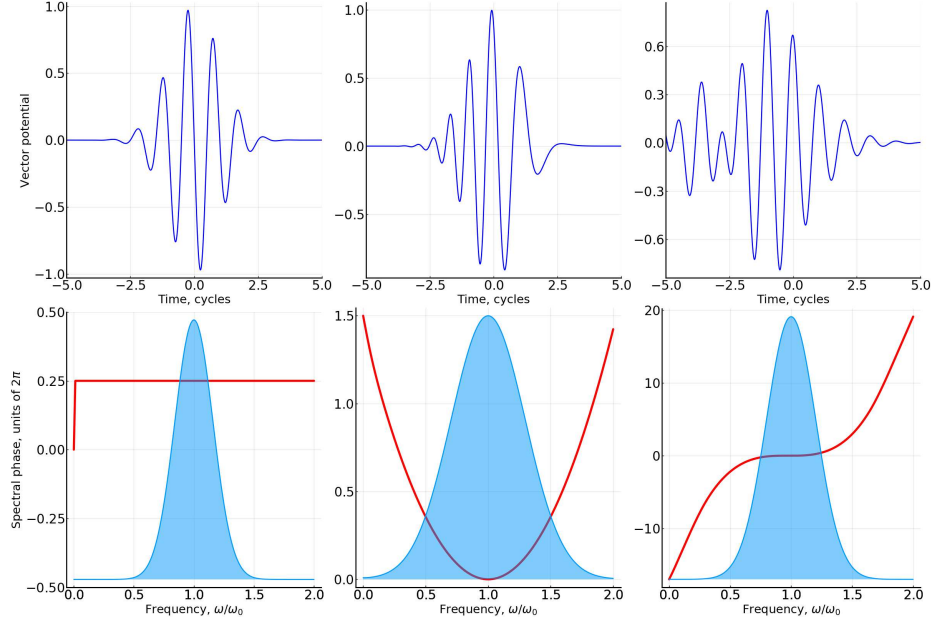 1.0
0.5
0.0
−0.5
−1.0
Vector potential
−5.0 −2.5 0.0 2.5 5.0
Time, cycles
1.0
0.5
0.0
−0.5
−5.0 −2.5 0.0 2.5 5.0
Time, cycles
0.6
0.3
0.0
−0.3
−0.6
−5.0 −2.5 0.0 2.5 5.0
Time, cycles
0.50
0.25
0.00
−0.25
−0.50
Spectral phase, units of 2π
0.0 0.5 1.0 1.5 2.0
Frequency, ω/ω₀
1.5
1.0
0.5
0.0
0.0 0.5 1.0 1.5 2.0
Frequency, ω/ω₀
20
10
0
−10
0.0 0.5 1.0 1.5 2.0
Frequency, ω/ω₀